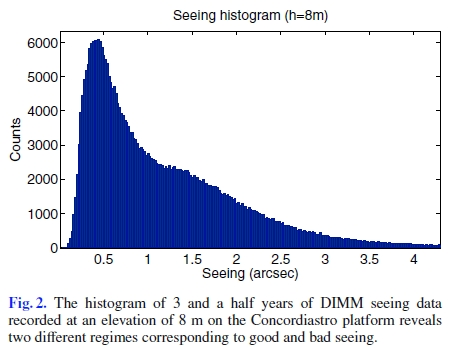 Seeing histogram (h=8m)
6000
5000
4000
3000
2000
1000
0
Counts
0.5 1 1.5 2 2.5 3 3.5 4
Seeing (arcsec)
Fig. 2. The histogram of 3 and a half years of DIMM seeing data
recorded at an elevation of 8 m on the Concordiastro platform reveals
two different regimes corresponding to good and bad seeing.